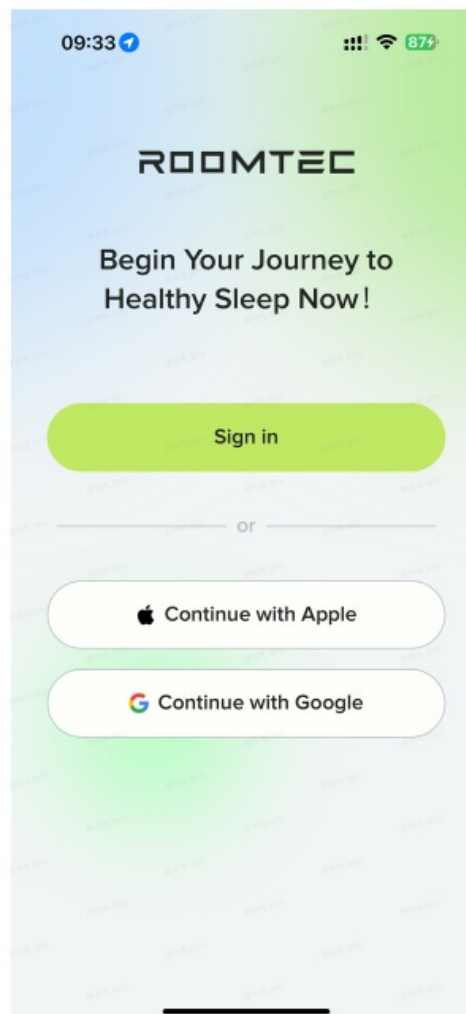 09:33
87
ROOMTEC
Begin Your Journey to
Healthy Sleep Now！
Sign in
or
Continue with Apple
Continue with Google